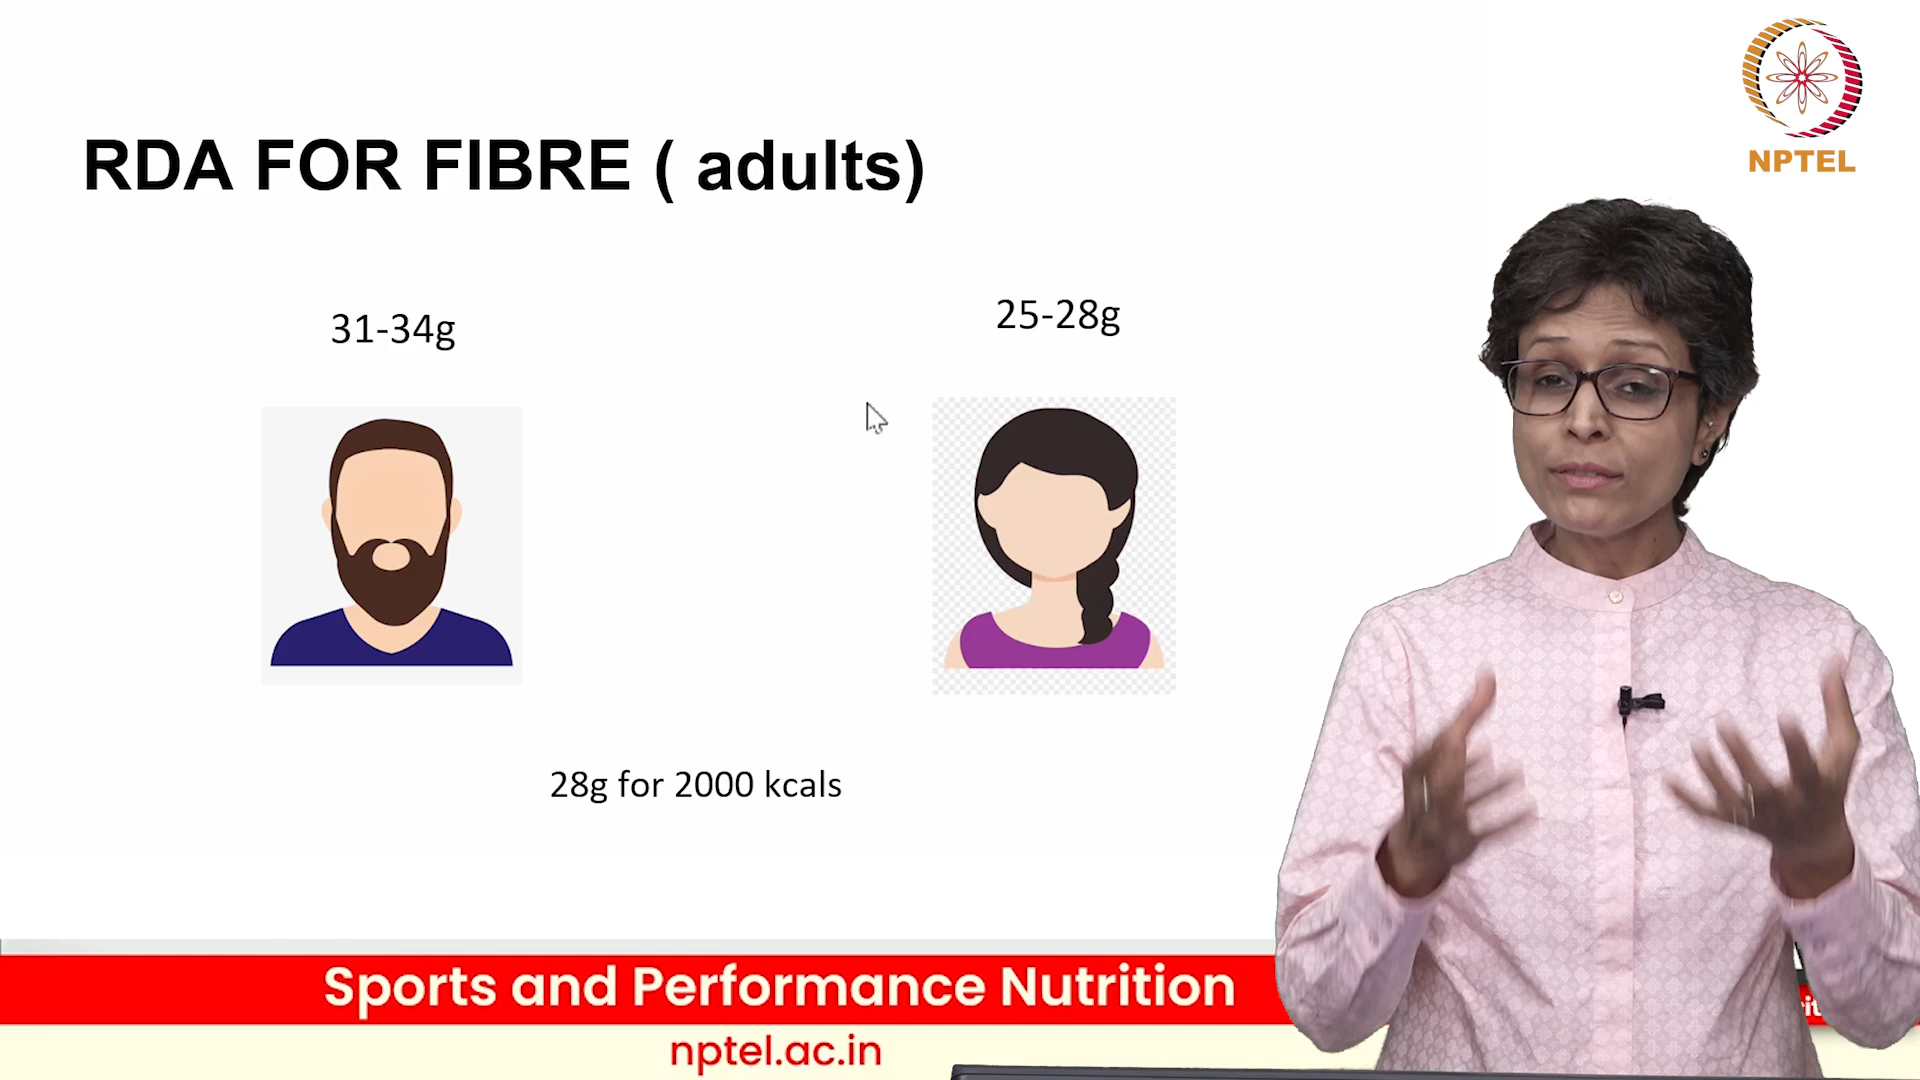 NPTEL
RDA FOR FIBRE ( adults)
31-34g
25-28g
28g for 2000 kcals
Sports and Performance Nutrition
nptel.ac.in